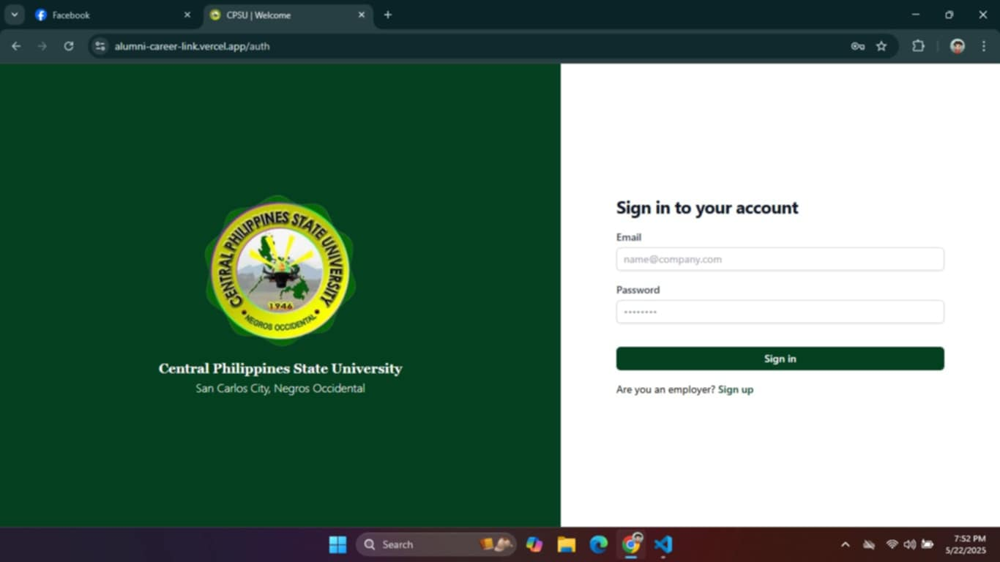 Facebook
CPSU | Welcome
alumni-career-link.vercel.app/auth
CENTRAL PHILIPPINES STATE UNIVERSITY
1946
NEGROS OCCIDENTAL
Central Philippines State University
San Carlos City, Negros Occidental
Sign in to your account
Email
name@company.com
Password
••••••••
Sign in
Are you an employer? Sign up
Search
7:52 PM
5/22/2025